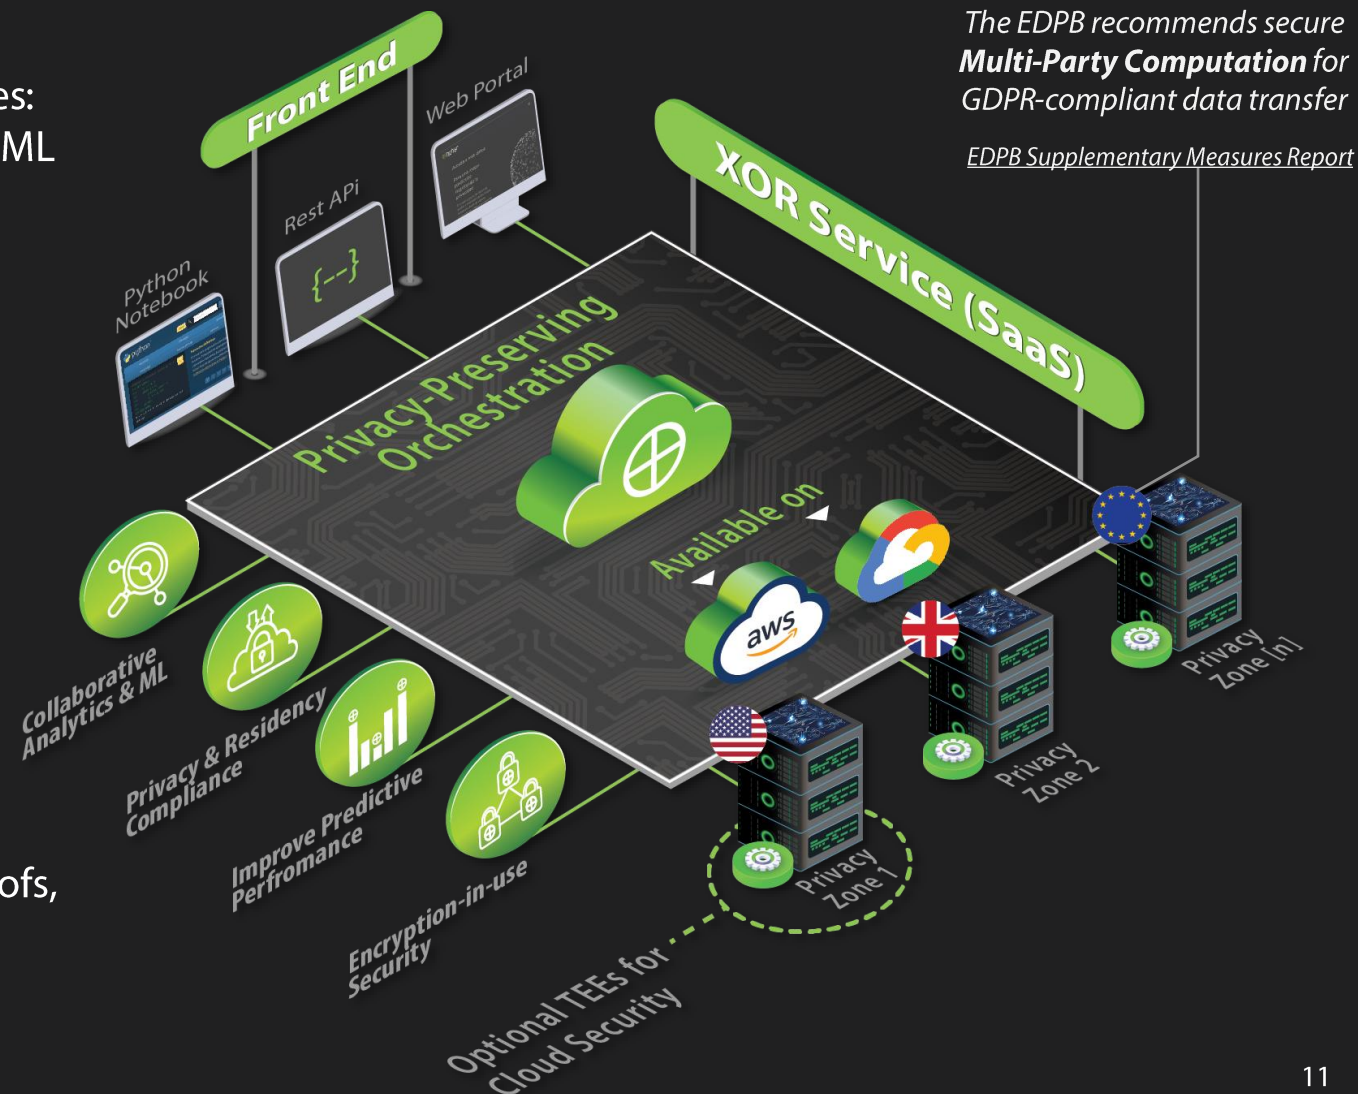 es:
ML
The EDPB recommends secure
Multi-Party Computation for
GDPR-compliant data transfer
EDPB Supplementary Measures Report
Front End
Web Portal
Rest APi
{--}
Python
Notebook
python
XOR Service (SaaS)
Privacy-Preserving
Orchestration
Available on
aws
Collaborative
Analytics & ML
Privacy & Residency
Compliance
Improve Predictive
Perfromance
Encryption-in-use
Security
Privacy
Zone [n]
Privacy
Zone 2
Privacy
Zone 1
Optional TEEs for
Cloud Security
ofs,
11